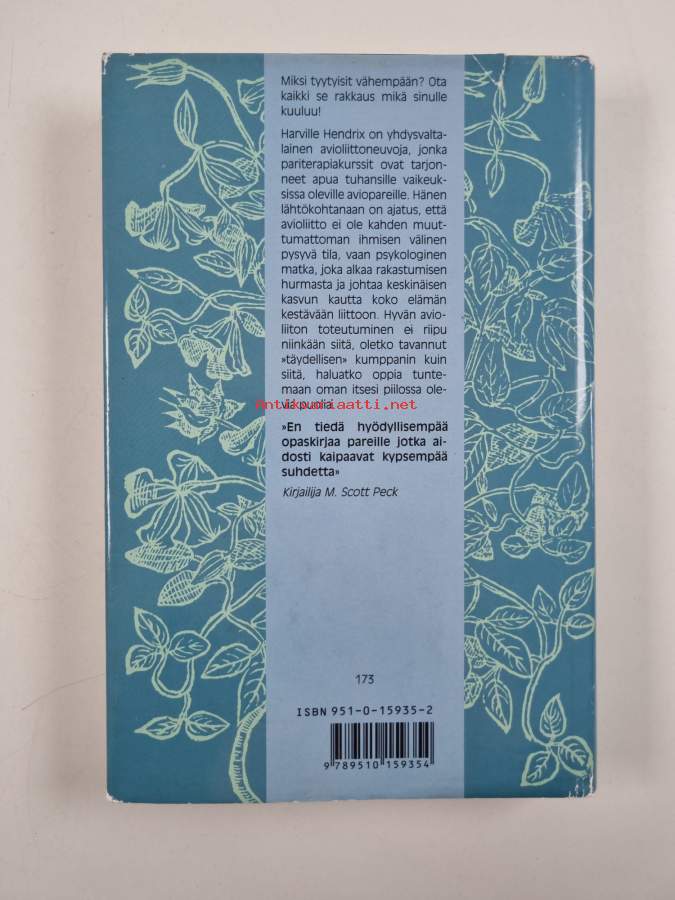 Miksi tyytyisit vähempään? Ota
kaikki se rakkaus mikä sinulle
kuuluu!
Harville Hendrix on yhdysvalta-
lainen avioliittoneuvoja, jonka
pariterapiakurssit ovat tarjon-
neet apua tuhansille vaikeuk-
sissa oleville aviopareille. Hänen
lähtökohtanaan on ajatus, että
avioliitto ei ole kahden muut-
tumattoman ihmisen välinen
pysyvä tila, vaan psykologinen
matka, joka alkaa rakastumisen
hurmasta ja johtaa keskinäisen
kasvun kautta koko elämän
kestävään liittoon. Hyvän avio-
liiton toteutuminen ei riipu
niinkään siitä, oletko tavannut
»täydellisen» kumppanin kuin
siitä, haluatko oppia tunte-
maan oman itsesi piilossa ole-
via puolia.
Antikvariaatti.net
»En tiedä hyödyllisempää
opaskirjaa pareille jotka ai-
dosti kaipaavat kypsempää
suhdetta»
Kirjailija M. Scott Peck
173
ISBN 951-0-15935-2
9 789510 159354